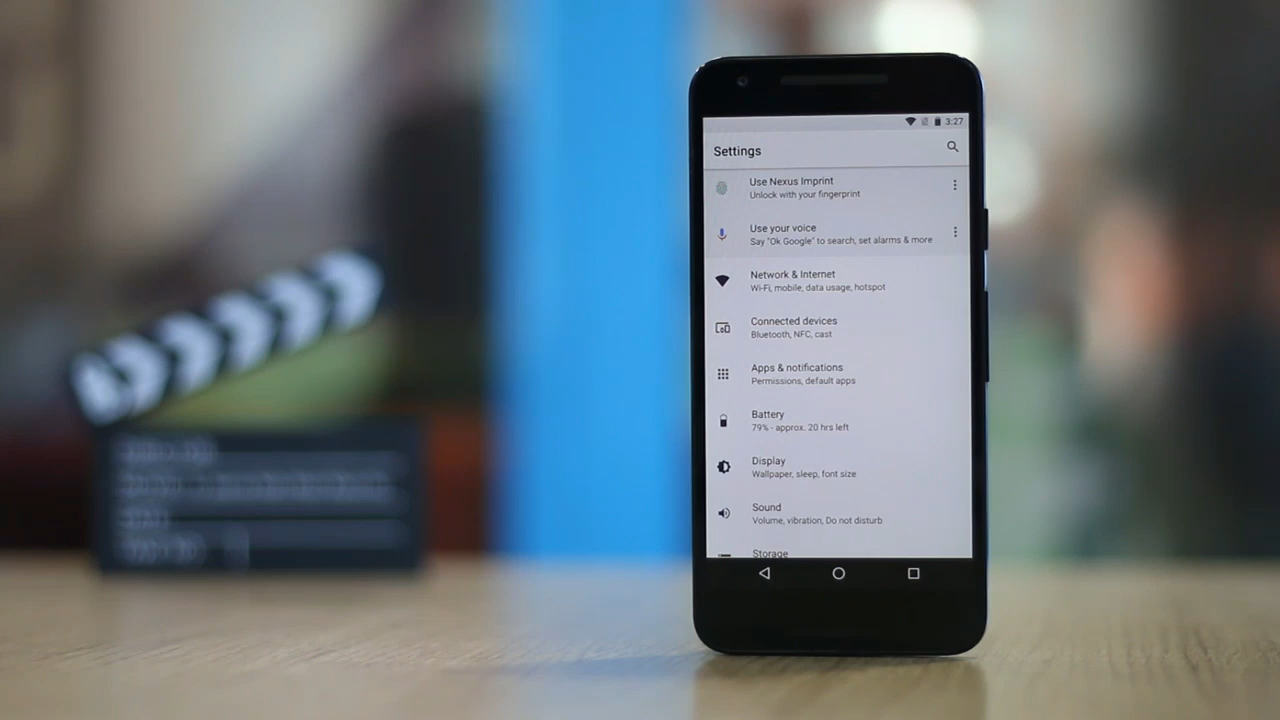 3:27
Settings
Use Nexus Imprint
Unlock with your fingerprint
Use your voice
Say "Ok Google" to search, set alarms & more
Network & Internet
Wi-Fi, mobile, data usage, hotspot
Connected devices
Bluetooth, NFC, cast
Apps & notifications
Permissions, default apps
Battery
79% - approx. 20 hrs left
Display
Wallpaper, sleep, font size
Sound
Volume, vibration, Do not disturb
Storage